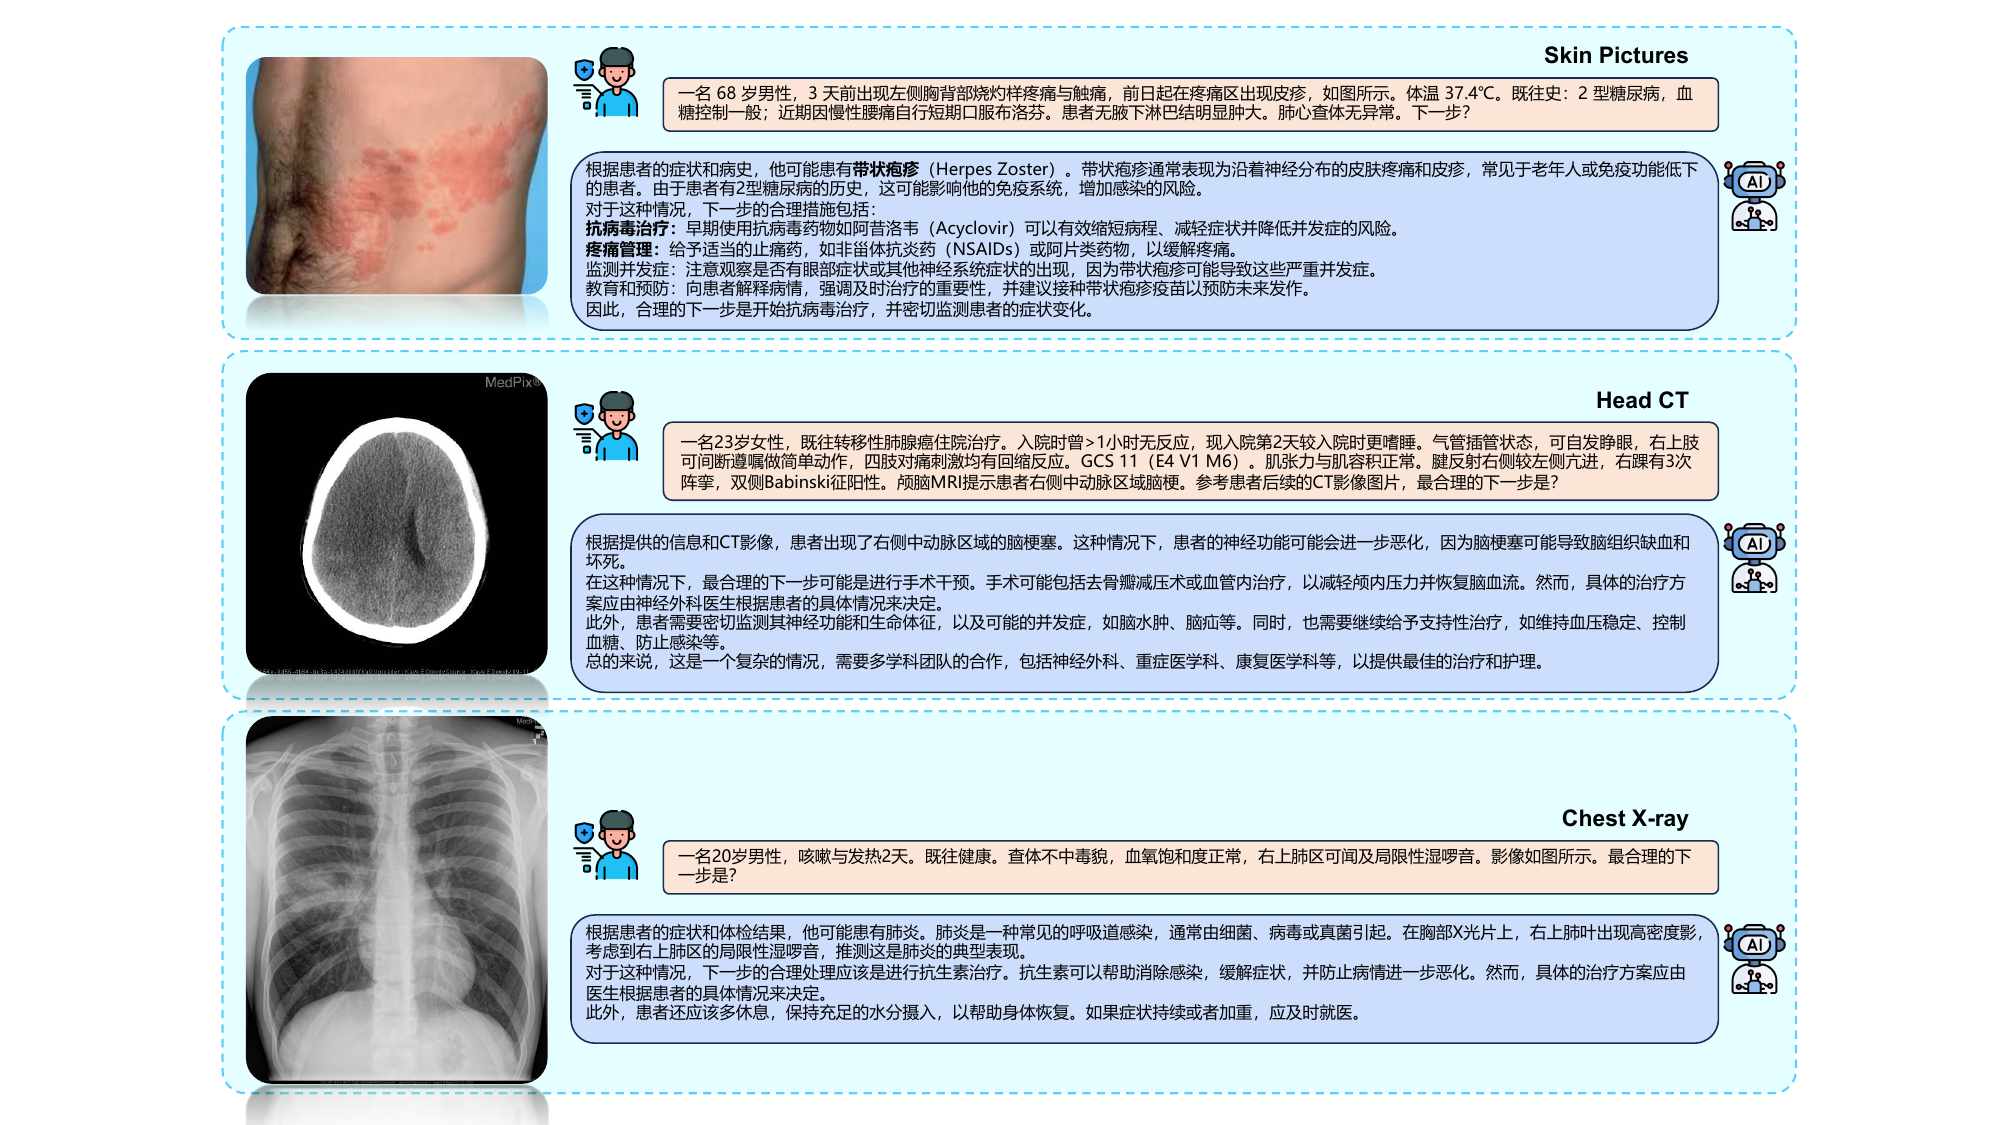 Skin Pictures
一名 68 岁男性，3 天前出现左侧胸背部烧灼样疼痛与触痛，前日起在疼痛区出现皮疹，如图所示。体温 37.4℃。既往史：2 型糖尿病，血
糖控制一般；近期因慢性腰痛自行短期口服布洛芬。患者无腋下淋巴结明显肿大。肺心查体无异常。下一步？
根据患者的症状和病史，他可能患有带状疱疹（Herpes Zoster）。带状疱疹通常表现为沿着神经分布的皮肤疼痛和皮疹，常见于老年人或免疫功能低下
的患者。由于患者有2型糖尿病的历史，这可能影响他的免疫系统，增加感染的风险。
对于这种情况，下一步的合理措施包括：
抗病毒治疗：早期使用抗病毒药物如阿昔洛韦（Acyclovir）可以有效缩短病程、减轻症状并降低并发症的风险。
疼痛管理：给予适当的止痛药，如非甾体抗炎药（NSAIDs）或阿片类药物，以缓解疼痛。
监测并发症：注意观察是否有眼部症状或其他神经系统症状的出现，因为带状疱疹可能导致这些严重并发症。
教育和预防：向患者解释病情，强调及时治疗的重要性，并建议接种带状疱疹疫苗以预防未来发作。
因此，合理的下一步是开始抗病毒治疗，并密切监测患者的症状变化。
AI
MedPix®
Head CT
一名23岁女性，既往转移性肺腺癌住院治疗。入院时曾>1小时无反应，现入院第2天较入院时更嗜睡。气管插管状态，可自发睁眼，右上肢
可间断遵嘱做简单动作，四肢对痛刺激均有回缩反应。GCS 11（E4 V1 M6）。肌张力与肌容积正常。腱反射右侧较左侧亢进，右踝有3次
阵挛，双侧Babinski征阳性。颅脑MRI提示患者右侧中动脉区域脑梗。参考患者后续的CT影像图片，最合理的下一步是？
根据提供的信息和CT影像，患者出现了右侧中动脉区域的脑梗塞。这种情况下，患者的神经功能可能会进一步恶化，因为脑梗塞可能导致脑组织缺血和
坏死。
在这种情况下，最合理的下一步可能是进行手术干预。手术可能包括去骨瓣减压术或血管内治疗，以减轻颅内压力并恢复脑血流。然而，具体的治疗方
案应由神经外科医生根据患者的具体情况来决定。
此外，患者需要密切监测其神经功能和生命体征，以及可能的并发症，如脑水肿、脑疝等。同时，也需要继续给予支持性治疗，如维持血压稳定、控制
血糖、防止感染等。
总的来说，这是一个复杂的情况，需要多学科团队的合作，包括神经外科、重症医学科、康复医学科等，以提供最佳的治疗和护理。
AI
Chest X-ray
一名20岁男性，咳嗽与发热2天。既往健康。查体不中毒貌，血氧饱和度正常，右上肺区可闻及局限性湿啰音。影像如图所示。最合理的下
一步是？
根据患者的症状和体检结果，他可能患有肺炎。肺炎是一种常见的呼吸道感染，通常由细菌、病毒或真菌引起。在胸部X光片上，右上肺叶出现高密度影，
考虑到右上肺区的局限性湿啰音，推测这是肺炎的典型表现。
对于这种情况，下一步的合理处理应该是进行抗生素治疗。抗生素可以帮助消除感染，缓解症状，并防止病情进一步恶化。然而，具体的治疗方案应由
医生根据患者的具体情况来决定。
此外，患者还应该多休息，保持充足的水分摄入，以帮助身体恢复。如果症状持续或者加重，应及时就医。
AI